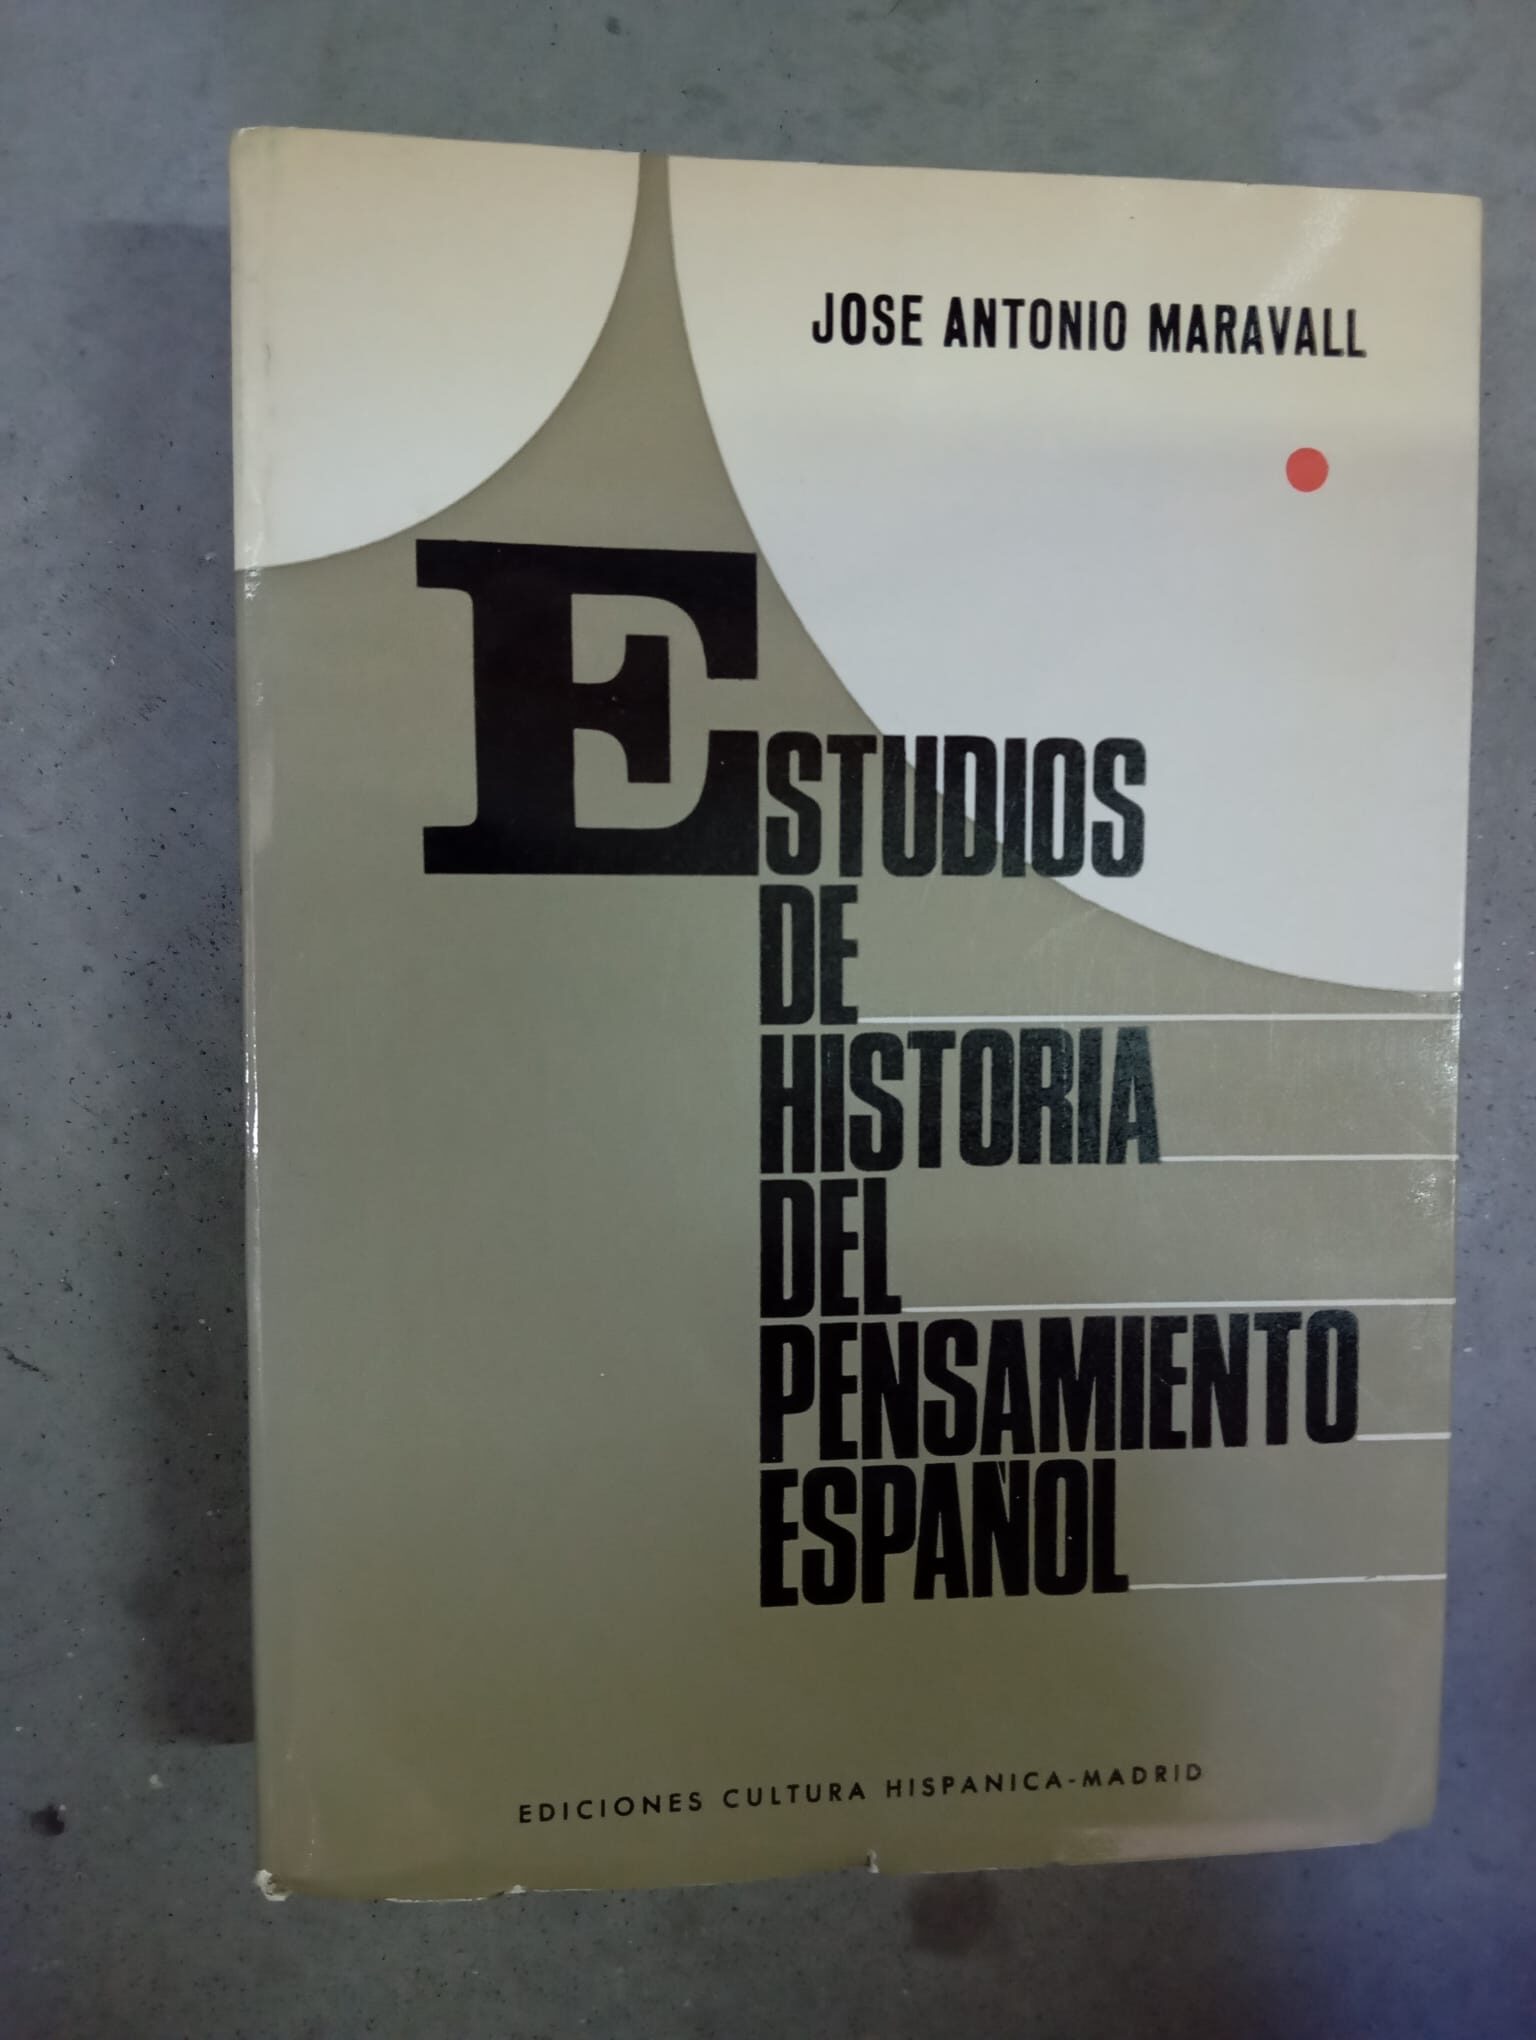 JOSE ANTONIO MARAVALL
ESTUDIOS
DE
HISTORIA
DEL
PENSAMIENTO
ESPAÑOL
EDICIONES CULTURA HISPANICA-MADRID